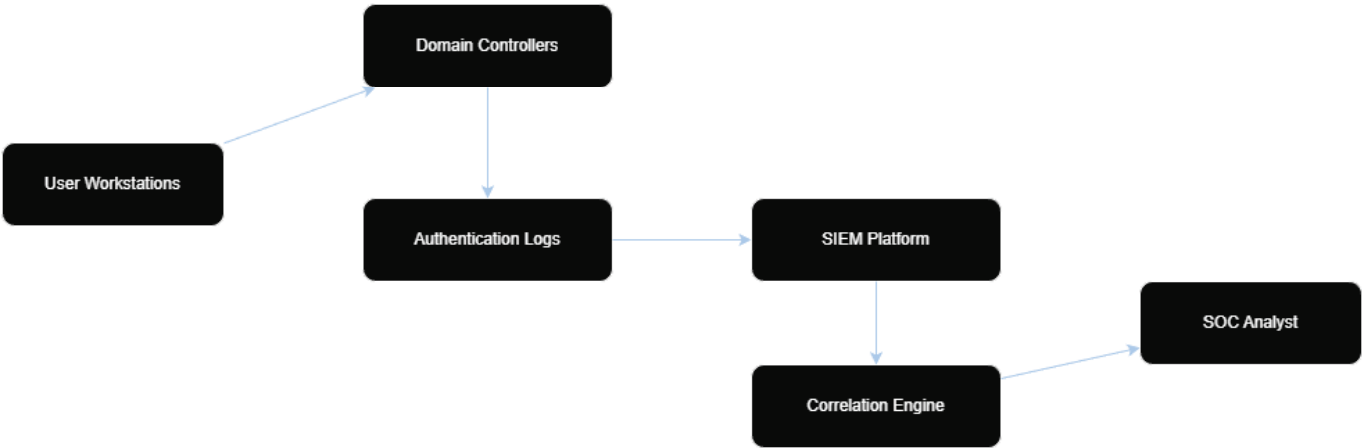 Domain Controllers
User Workstations
Authentication Logs
SIEM Platform
SOC Analyst
Correlation Engine